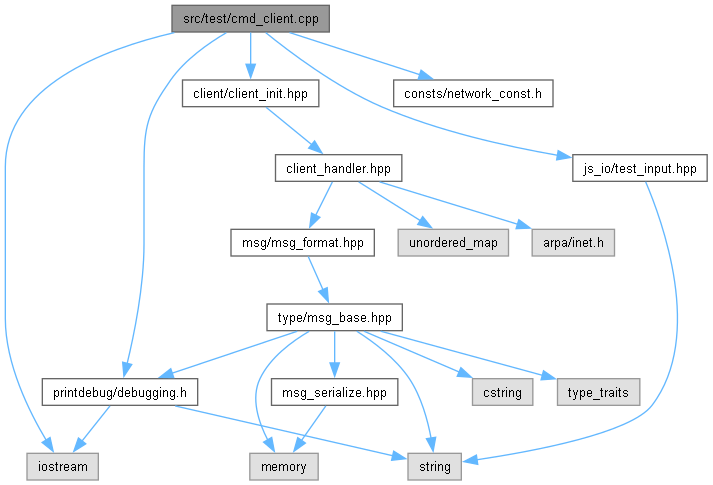 src/test/cmd_client.cpp
client/client_init.hpp
consts/network_const.h
client_handler.hpp
js_io/test_input.hpp
msg/msg_format.hpp
unordered_map
arpa/inet.h
type/msg_base.hpp
printdebug/debugging.h
msg_serialize.hpp
cstring
type_traits
iostream
memory
string